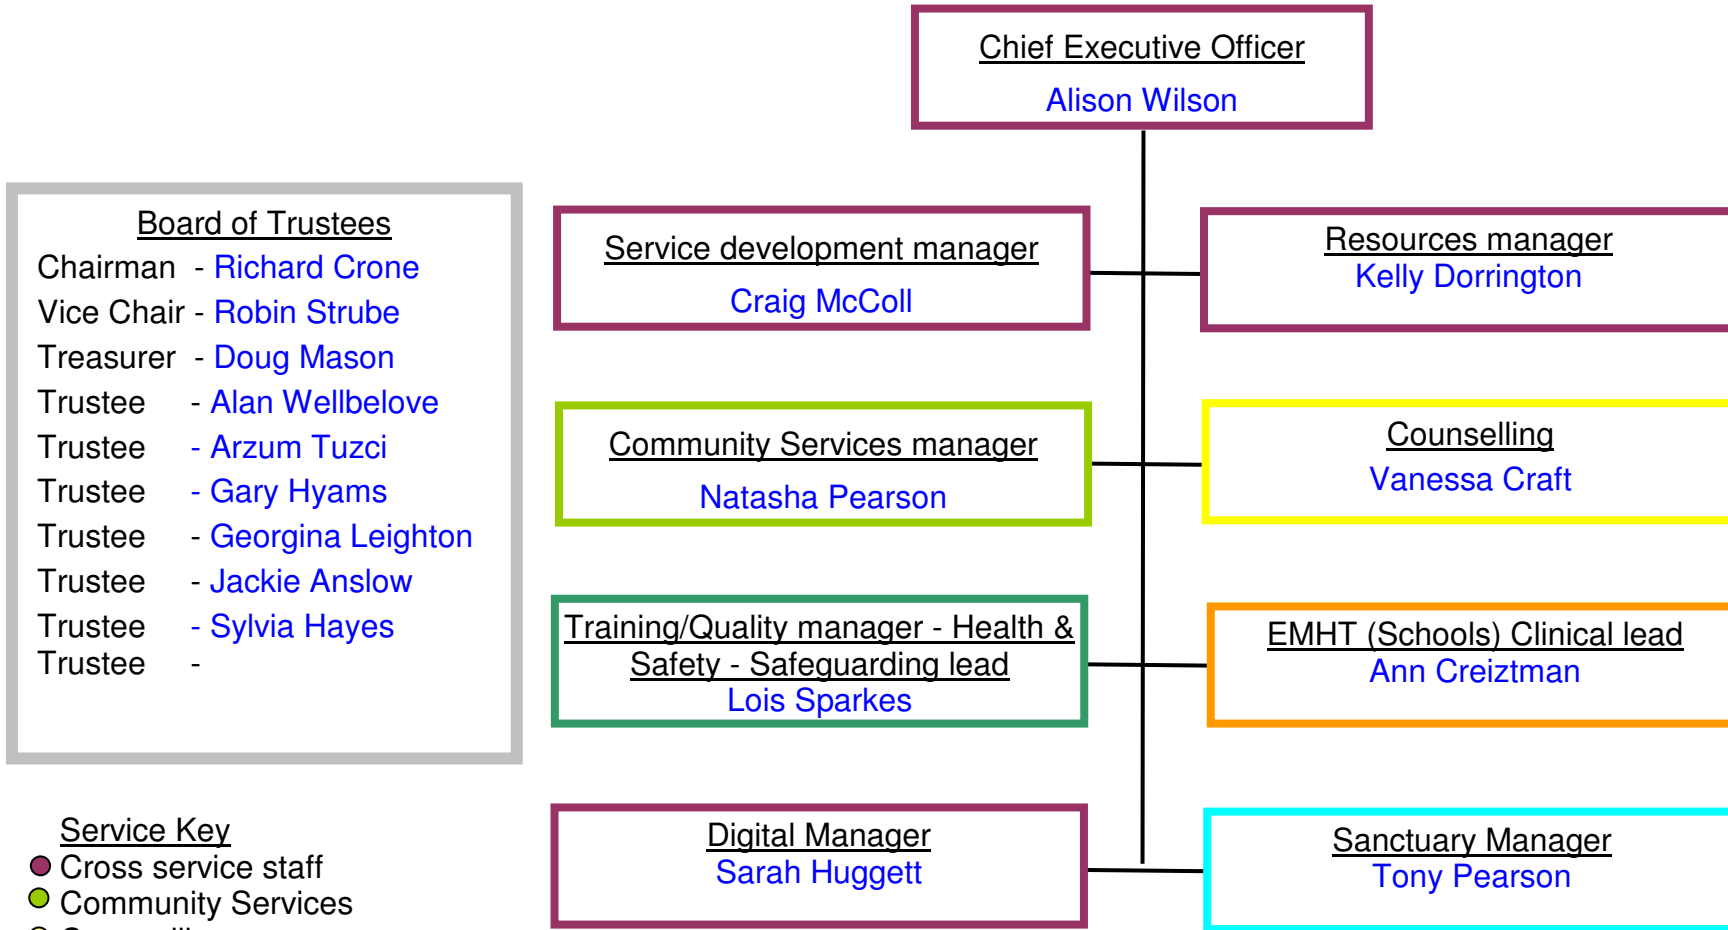 Chief Executive Officer
Alison Wilson
Board of Trustees
Chairman - Richard Crone
Vice Chair - Robin Strube
Treasurer - Doug Mason
Trustee - Alan Wellbelove
Trustee - Arzum Tuzci
Trustee - Gary Hyams
Trustee - Georgina Leighton
Trustee - Jackie Anslow
Trustee - Sylvia Hayes
Trustee -
Service development manager
Craig McColl
Resources manager
Kelly Dorrington
Community Services manager
Natasha Pearson
Counselling
Vanessa Craft
Training/Quality manager - Health &
Safety - Safeguarding lead
Lois Sparkes
EMHT (Schools) Clinical lead
Ann Creiztman
Digital Manager
Sarah Huggett
Sanctuary Manager
Tony Pearson
Service Key
Cross service staff
Community Services